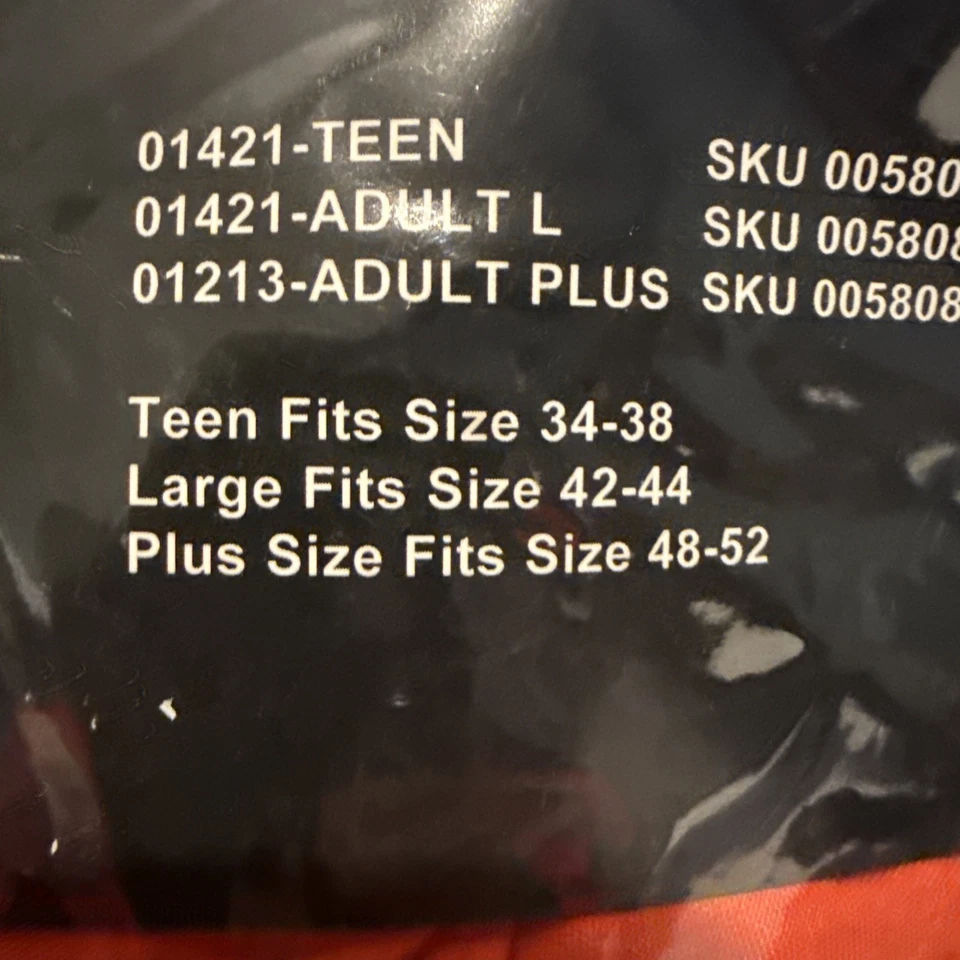 01421-TEEN SKU 00580
01421-ADULT L SKU 005808
01213-ADULT PLUS SKU 005808
Teen Fits Size 34-38
Large Fits Size 42-44
Plus Size Fits Size 48-52